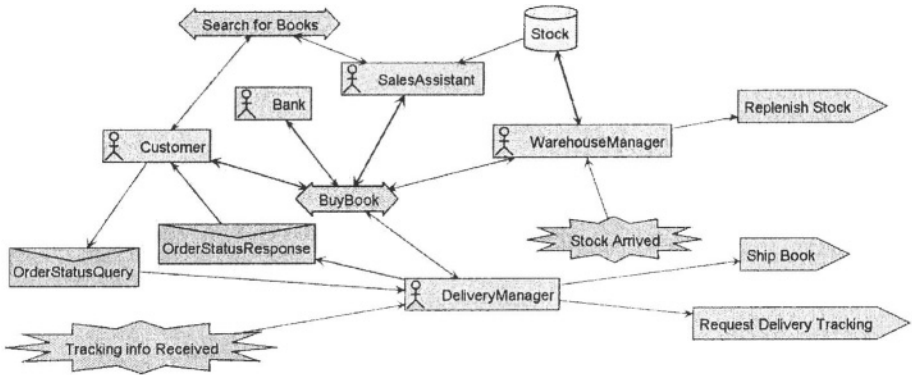 Search for Books
Stock
SalesAssistant
Bank
Replenish Stock
Customer
WarehouseManager
BuyBook
OrderStatusResponse
Stock Arrived
OrderStatusQuery
Ship Book
DeliveryManager
Request Delivery Tracking
Tracking info Received